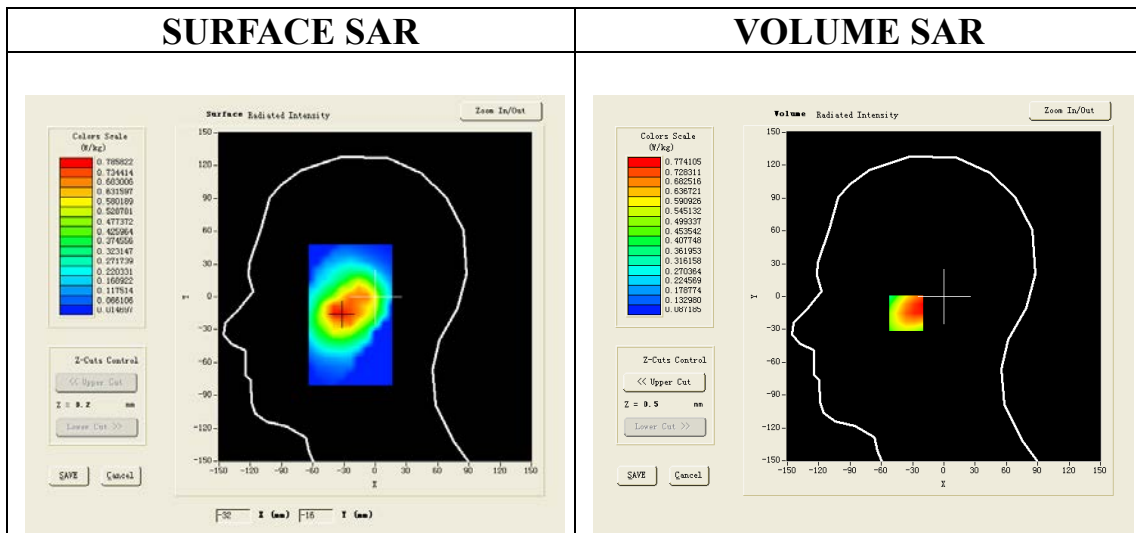 SURFACE SAR
VOLUME SAR
Surface Radiated Intensity
Zoom In/Out
Colors Scale
(W/kg)
0.785822
0.734414
0.683006
0.631597
0.580189
0.528781
0.477372
0.425964
0.374556
0.323147
0.271739
0.220331
0.168922
0.117514
0.066106
0.014697
150
120
90
60
30
0
-30
-60
-90
-120
-150
Y
-150 -120 -90 -60 -30 0 30 60 90 120 150
X
Z-Cuts Control
<< Upper Cut
Z = 0.2 mm
Lower Cut >>
SAVE Cancel
-32 X (mm) -16 Y (mm)
Volume Radiated Intensity
Zoom In/Out
Colors Scale
(W/kg)
0.774105
0.728311
0.682516
0.636721
0.590926
0.545132
0.499337
0.453542
0.407748
0.361953
0.316158
0.270364
0.224569
0.178774
0.132980
0.087185
150
120
90
60
30
0
-30
-60
-90
-120
-150
Y
-150 -120 -90 -60 -30 0 30 60 90 120 150
X
Z-Cuts Control
<< Upper Cut
Z = 0.5 mm
Lower Cut >>
SAVE Cancel